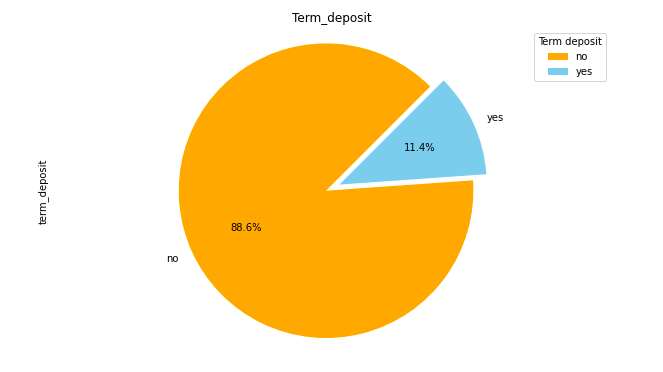 Term_deposit
Term deposit
no
yes
yes
11.4%
term_deposit
88.6%
no